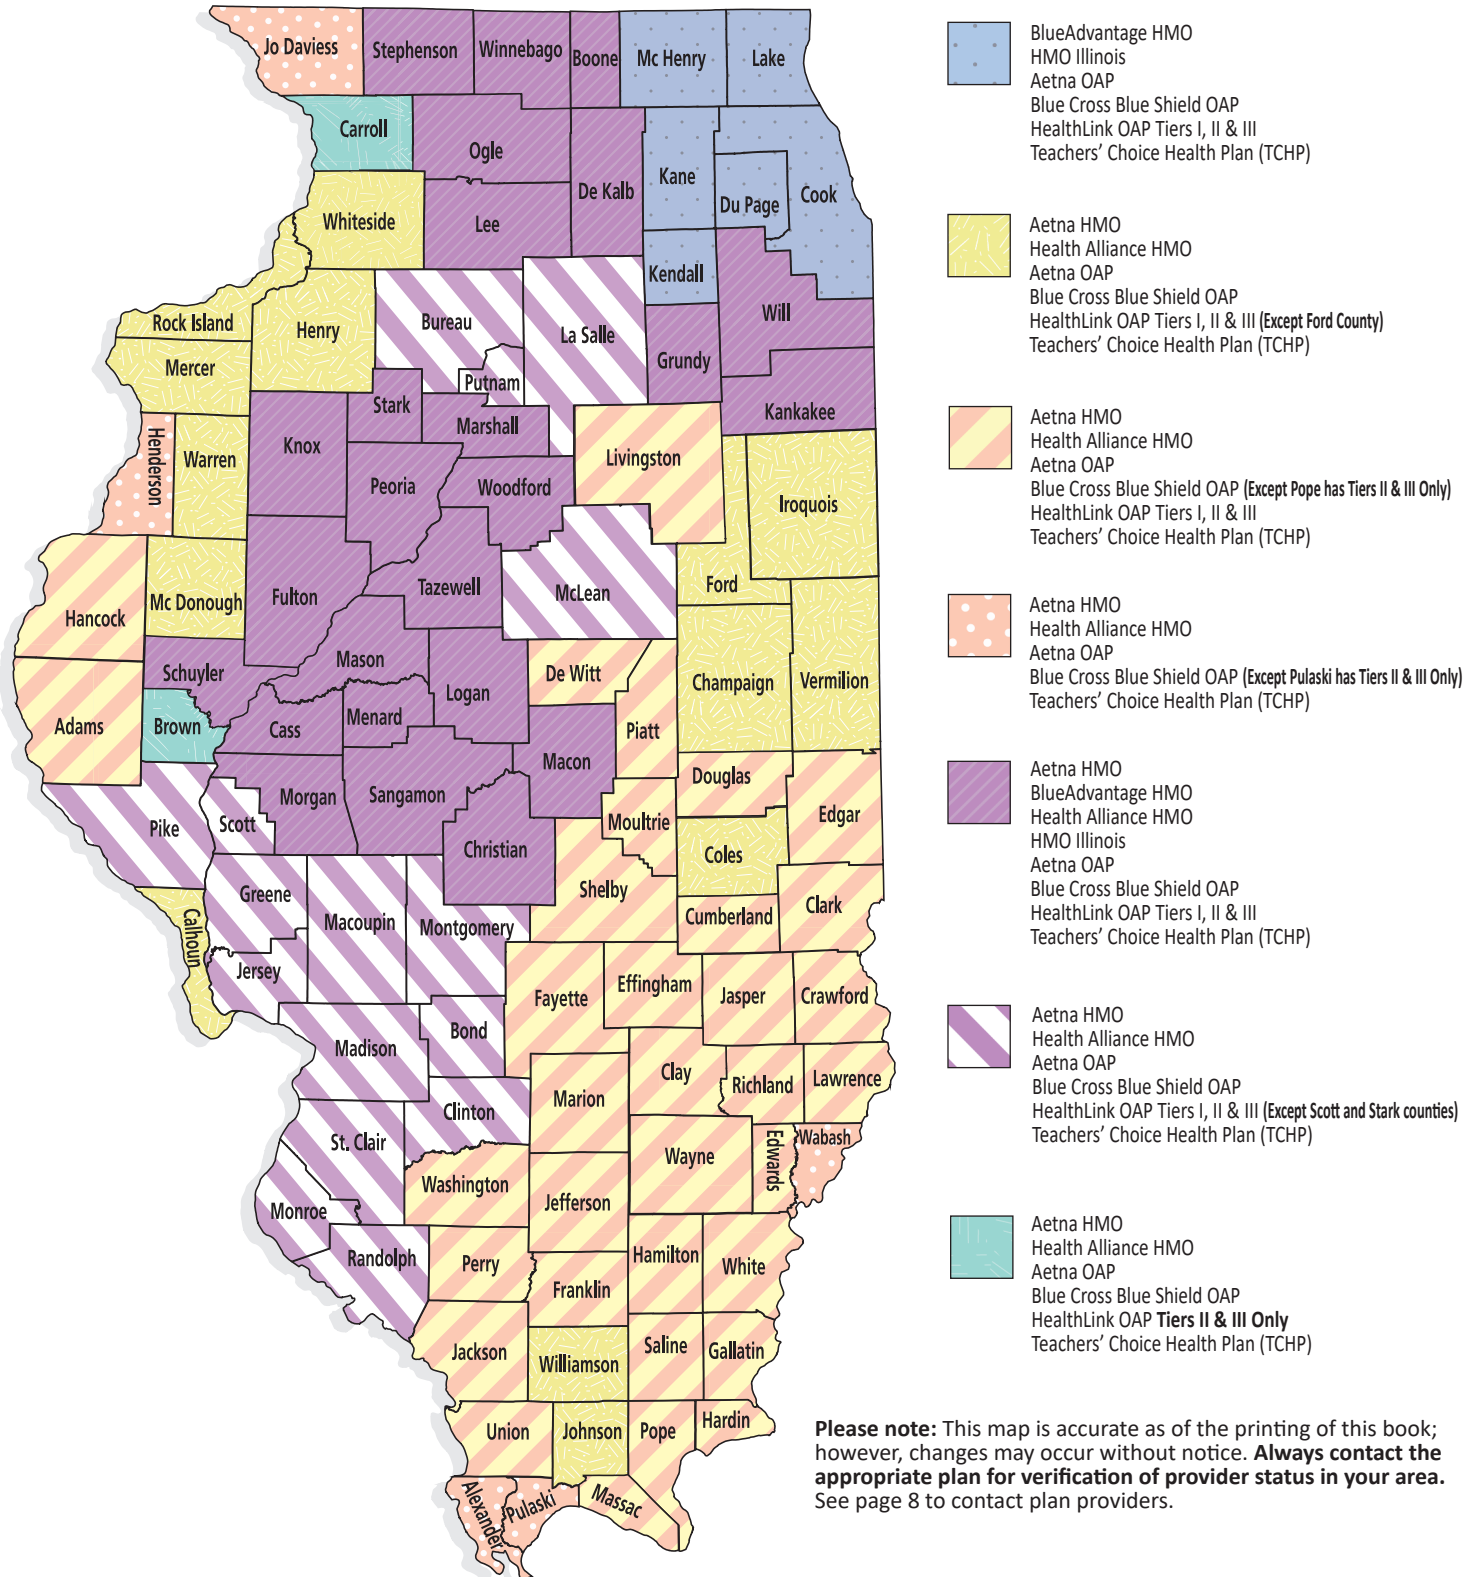 Jo Daviess
Stephenson
Winnebago
Boone
Mc Henry
Lake
Carroll
Ogle
De Kalb
Kane
Du Page
Cook
Whiteside
Lee
Kendall
Rock Island
Henry
Bureau
La Salle
Will
Mercer
Putnam
Grundy
Stark
Marshall
Kankakee
Henderson
Warren
Knox
Peoria
Woodford
Livingston
Iroquois
Hancock
Mc Donough
Fulton
Tazewell
McLean
Ford
Schuyler
Mason
Logan
De Witt
Champaign
Vermilion
Adams
Brown
Cass
Menard
Piatt
Macon
Douglas
Pike
Scott
Morgan
Sangamon
Moultrie
Edgar
Christian
Coles
Calhoun
Greene
Macoupin
Montgomery
Shelby
Cumberland
Clark
Jersey
Fayette
Effingham
Jasper
Crawford
Madison
Bond
Clay
Richland
Lawrence
Marion
Clinton
St. Clair
Wayne
Edwards
Wabash
Washington
Jefferson
Monroe
Randolph
Perry
Hamilton
White
Franklin
Jackson
Williamson
Saline
Gallatin
Union
Johnson
Pope
Hardin
Alexander
Pulaski
Massac
BlueAdvantage HMO
HMO Illinois
Aetna OAP
Blue Cross Blue Shield OAP
HealthLink OAP Tiers I, II & III
Teachers’ Choice Health Plan (TCHP)
Aetna HMO
Health Alliance HMO
Aetna OAP
Blue Cross Blue Shield OAP
HealthLink OAP Tiers I, II & III (Except Ford County)
Teachers’ Choice Health Plan (TCHP)
Aetna HMO
Health Alliance HMO
Aetna OAP
Blue Cross Blue Shield OAP (Except Pope has Tiers II & III Only)
HealthLink OAP Tiers I, II & III
Teachers’ Choice Health Plan (TCHP)
Aetna HMO
Health Alliance HMO
Aetna OAP
Blue Cross Blue Shield OAP (Except Pulaski has Tiers II & III Only)
Teachers’ Choice Health Plan (TCHP)
Aetna HMO
BlueAdvantage HMO
Health Alliance HMO
HMO Illinois
Aetna OAP
Blue Cross Blue Shield OAP
HealthLink OAP Tiers I, II & III
Teachers’ Choice Health Plan (TCHP)
Aetna HMO
Health Alliance HMO
Aetna OAP
Blue Cross Blue Shield OAP
HealthLink OAP Tiers I, II & III (Except Scott and Stark counties)
Teachers’ Choice Health Plan (TCHP)
Aetna HMO
Health Alliance HMO
Aetna OAP
Blue Cross Blue Shield OAP
HealthLink OAP Tiers II & III Only
Teachers’ Choice Health Plan (TCHP)
Please note: This map is accurate as of the printing of this book;
however, changes may occur without notice. Always contact the
appropriate plan for verification of provider status in your area.
See page 8 to contact plan providers.